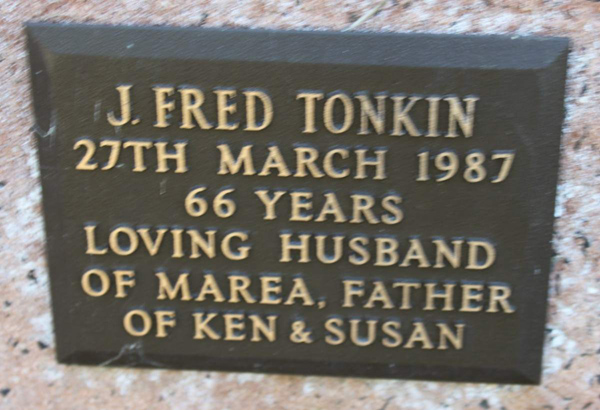 J. FRED TONKIN
27TH MARCH 1987
66 YEARS
LOVING HUSBAND
OF MAREA, FATHER
OF KEN & SUSAN